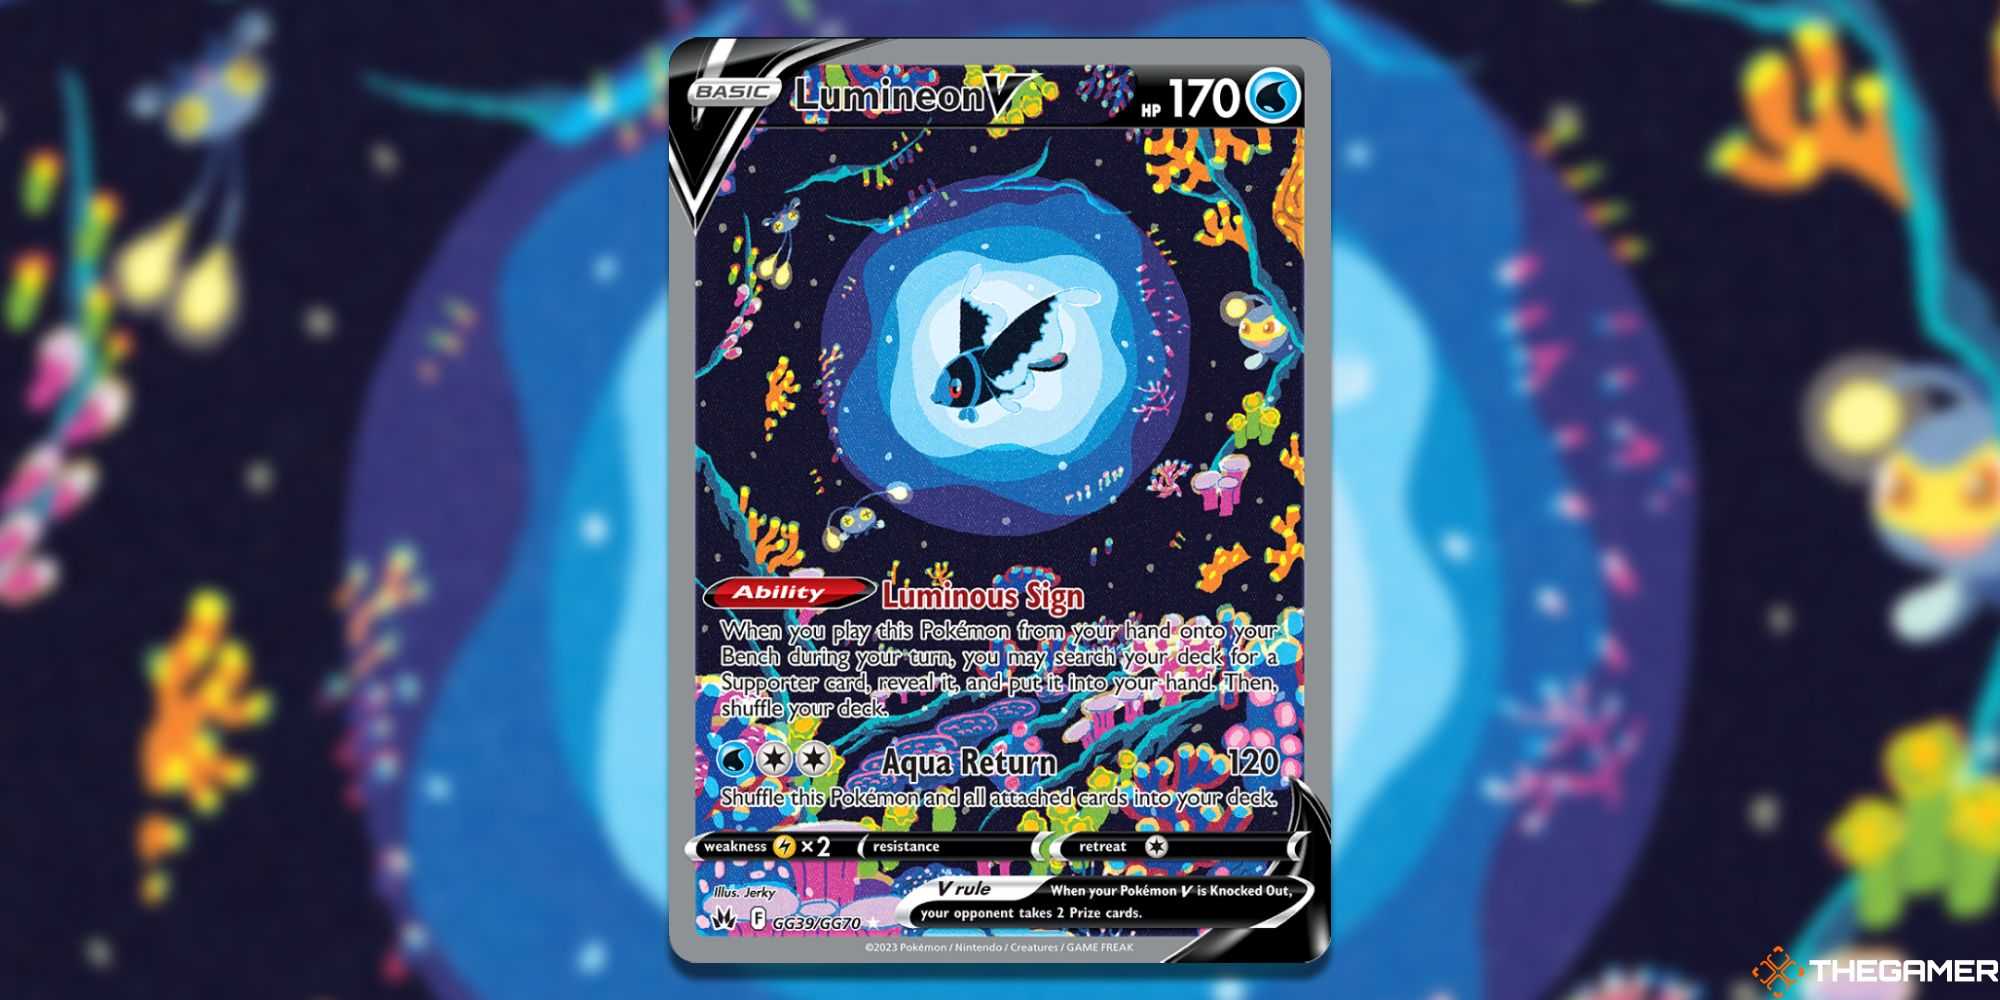 BASIC Lumineon V HP 170
Ability Luminous Sign
When you play this Pokémon from your hand onto your
Bench during your turn, you may search your deck for a
Supporter card, reveal it, and put it into your hand. Then,
shuffle your deck.
Aqua Return 120
Shuffle this Pokémon and all attached cards into your deck.
weakness ×2 resistance retreat
Illus. Jerky
V rule When your Pokémon V is Knocked Out,
your opponent takes 2 Prize cards.
F GG39/GG70
©2023 Pokémon / Nintendo / Creatures / GAME FREAK
THEGAMER